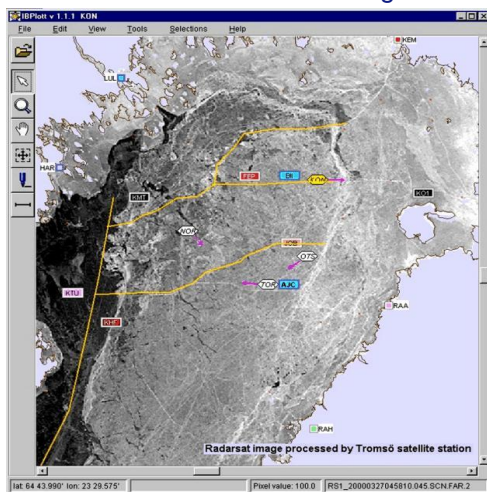 IBPlott v 1.1.1 KON
File Edit View Tools Selections Help
KEM
LUL
HAR
FEP
BII
KON
KMT
KO1
NOR
JOB
OTS
KTU
TOR
AJC
RAA
KHE
RAH
Radarsat image processed by Tromsö satellite station
lat: 64 43.990' lon: 23 29.575'
Pixel value: 100.0
RS1_20000327045810.045.SCN.FAR.2